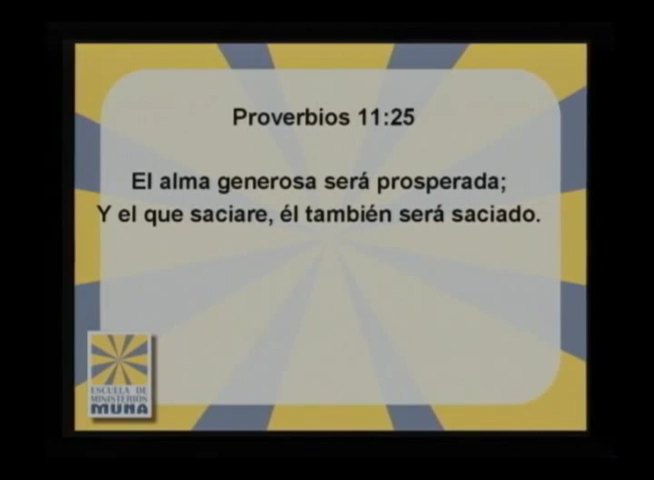 Proverbios 11:25
El alma generosa será prosperada;
Y el que saciare, él también será saciado.
ESCUELA DE
MINISTERIOS
MUNA